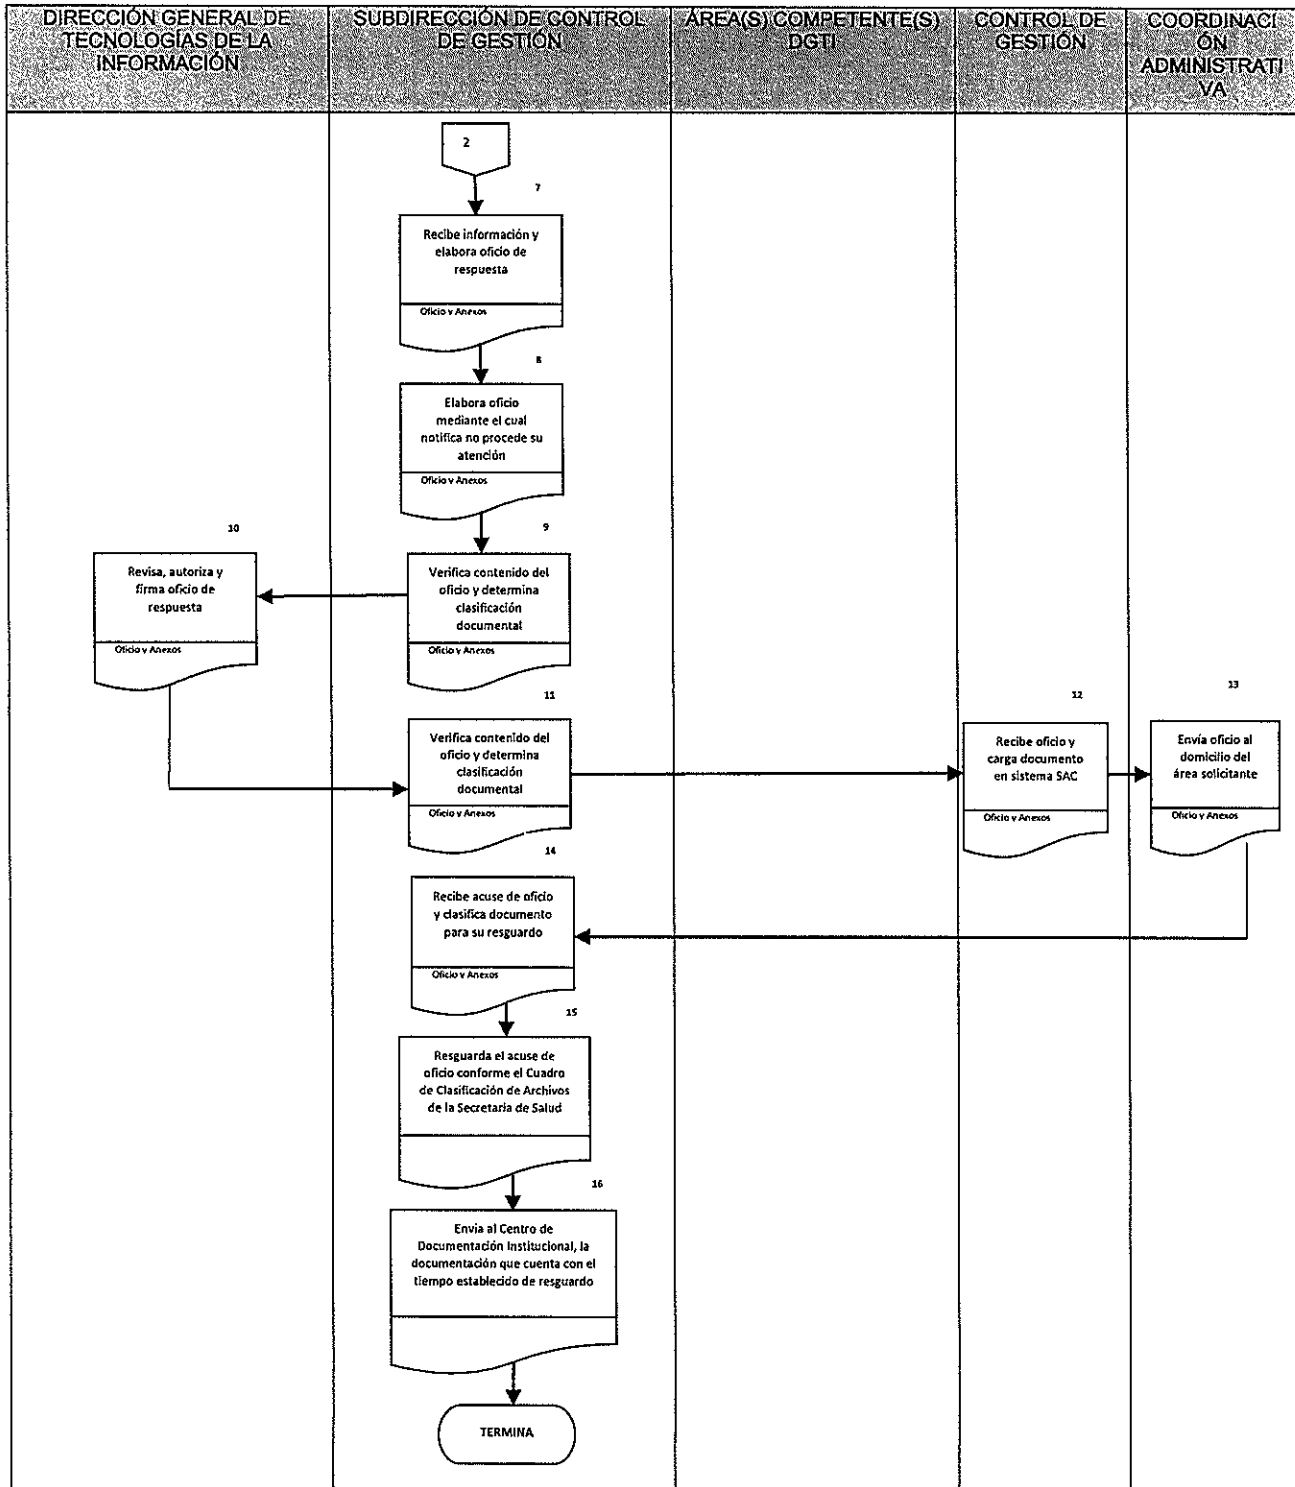 DIRECCIÓN GENERAL DE
TECNOLOGÍAS DE LA
INFORMACIÓN
SUBDIRECCIÓN DE CONTROL
DE GESTIÓN
ÁREA(S) COMPETENTE(S)
DGTI
CONTROL DE
GESTIÓN
COORDINACI
ÓN
ADMINISTRATI
VA
2
7
Recibe información y
elabora oficio de
respuesta
Oficio y Anexos
8
Elabora oficio
mediante el cual
notifica no procede su
atención
Oficio y Anexos
9
Verifica contenido del
oficio y determina
clasificación
documental
Oficio y Anexos
10
Revisa, autoriza y
firma oficio de
respuesta
Oficio y Anexos
11
Verifica contenido del
oficio y determina
clasificación
documental
Oficio y Anexos
12
Recibe oficio y
carga documento
en sistema SAC
Oficio y Anexos
13
Envía oficio al
domicilio del
área solicitante
Oficio y Anexos
14
Recibe acuse de oficio
y clasifica documento
para su resguardo
Oficio y Anexos
15
Resguarda el acuse de
oficio conforme el Cuadro
de Clasificación de Archivos
de la Secretaria de Salud
16
Envia al Centro de
Documentación Institucional, la
documentación que cuenta con el
tiempo establecido de resguardo
TERMINA